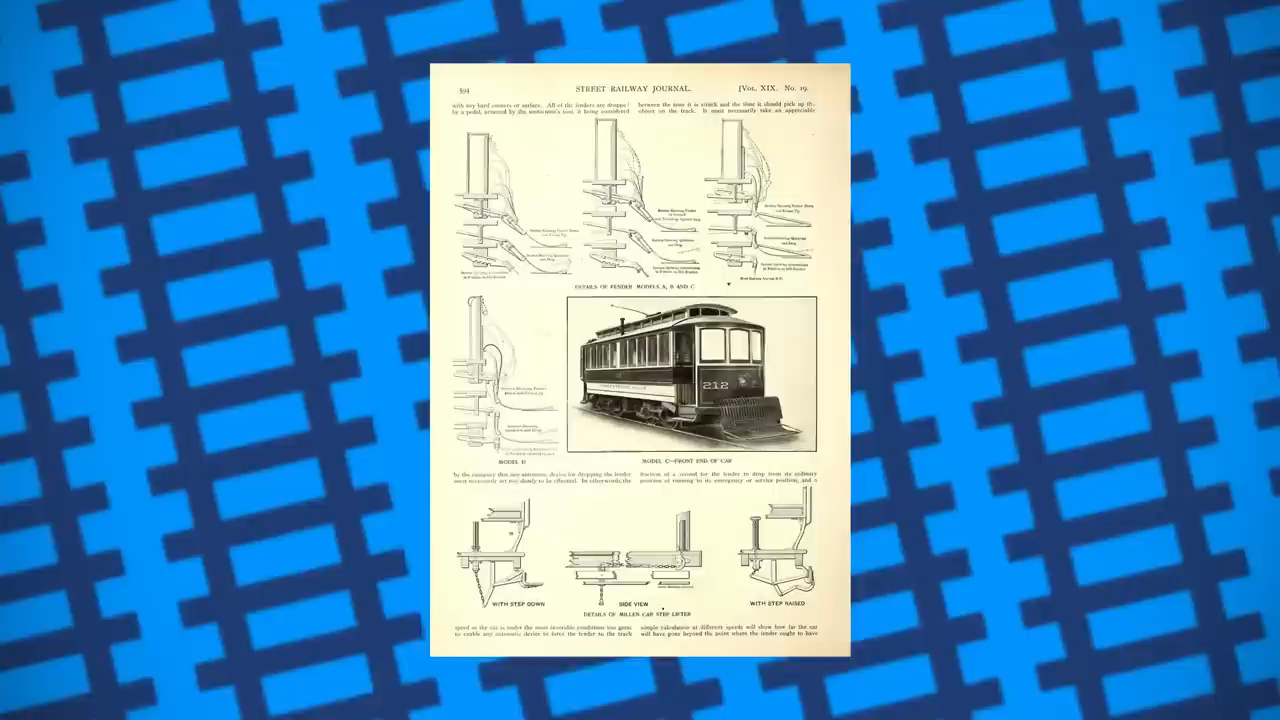 594
STREET RAILWAY JOURNAL.
[VOL. XIX. No. 19.
with any hard corners or surface. All of the fenders are dropped
by a pedal, actuated by the motorman's foot, it being considered
between the time it is struck and the time it should pick up the
object on the track. It must necessarily take an appreciable
DETAILS OF FENDER MODELS A, B AND C
MODEL D
MODEL C—FRONT END OF CAR
212
by the company that any automatic device for dropping the fender
must necessarily act too slowly to be effectual. In other words, the
fraction of a second for the fender to drop from its ordinary
position of running to its emergency or service position, and a
WITH STEP DOWN
SIDE VIEW
WITH STEP RAISED
DETAILS OF MILLEN CAR STEP LIFTER
speed of the car is under the most favorable conditions too great
to enable any automatic device to force the fender to the track
simple calculation at different speeds will show how far the car
will have gone beyond the point where the fender ought to have